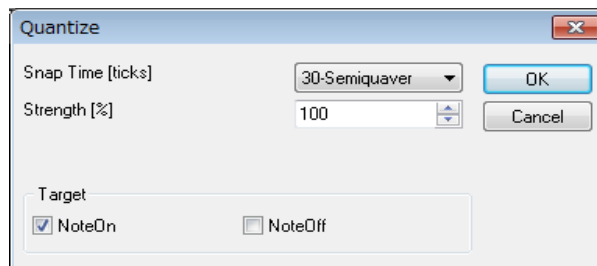 Quantize
Snap Time [ticks] 30-Semiquaver OK
Strength [%] 100 Cancel
Target
NoteOn NoteOff